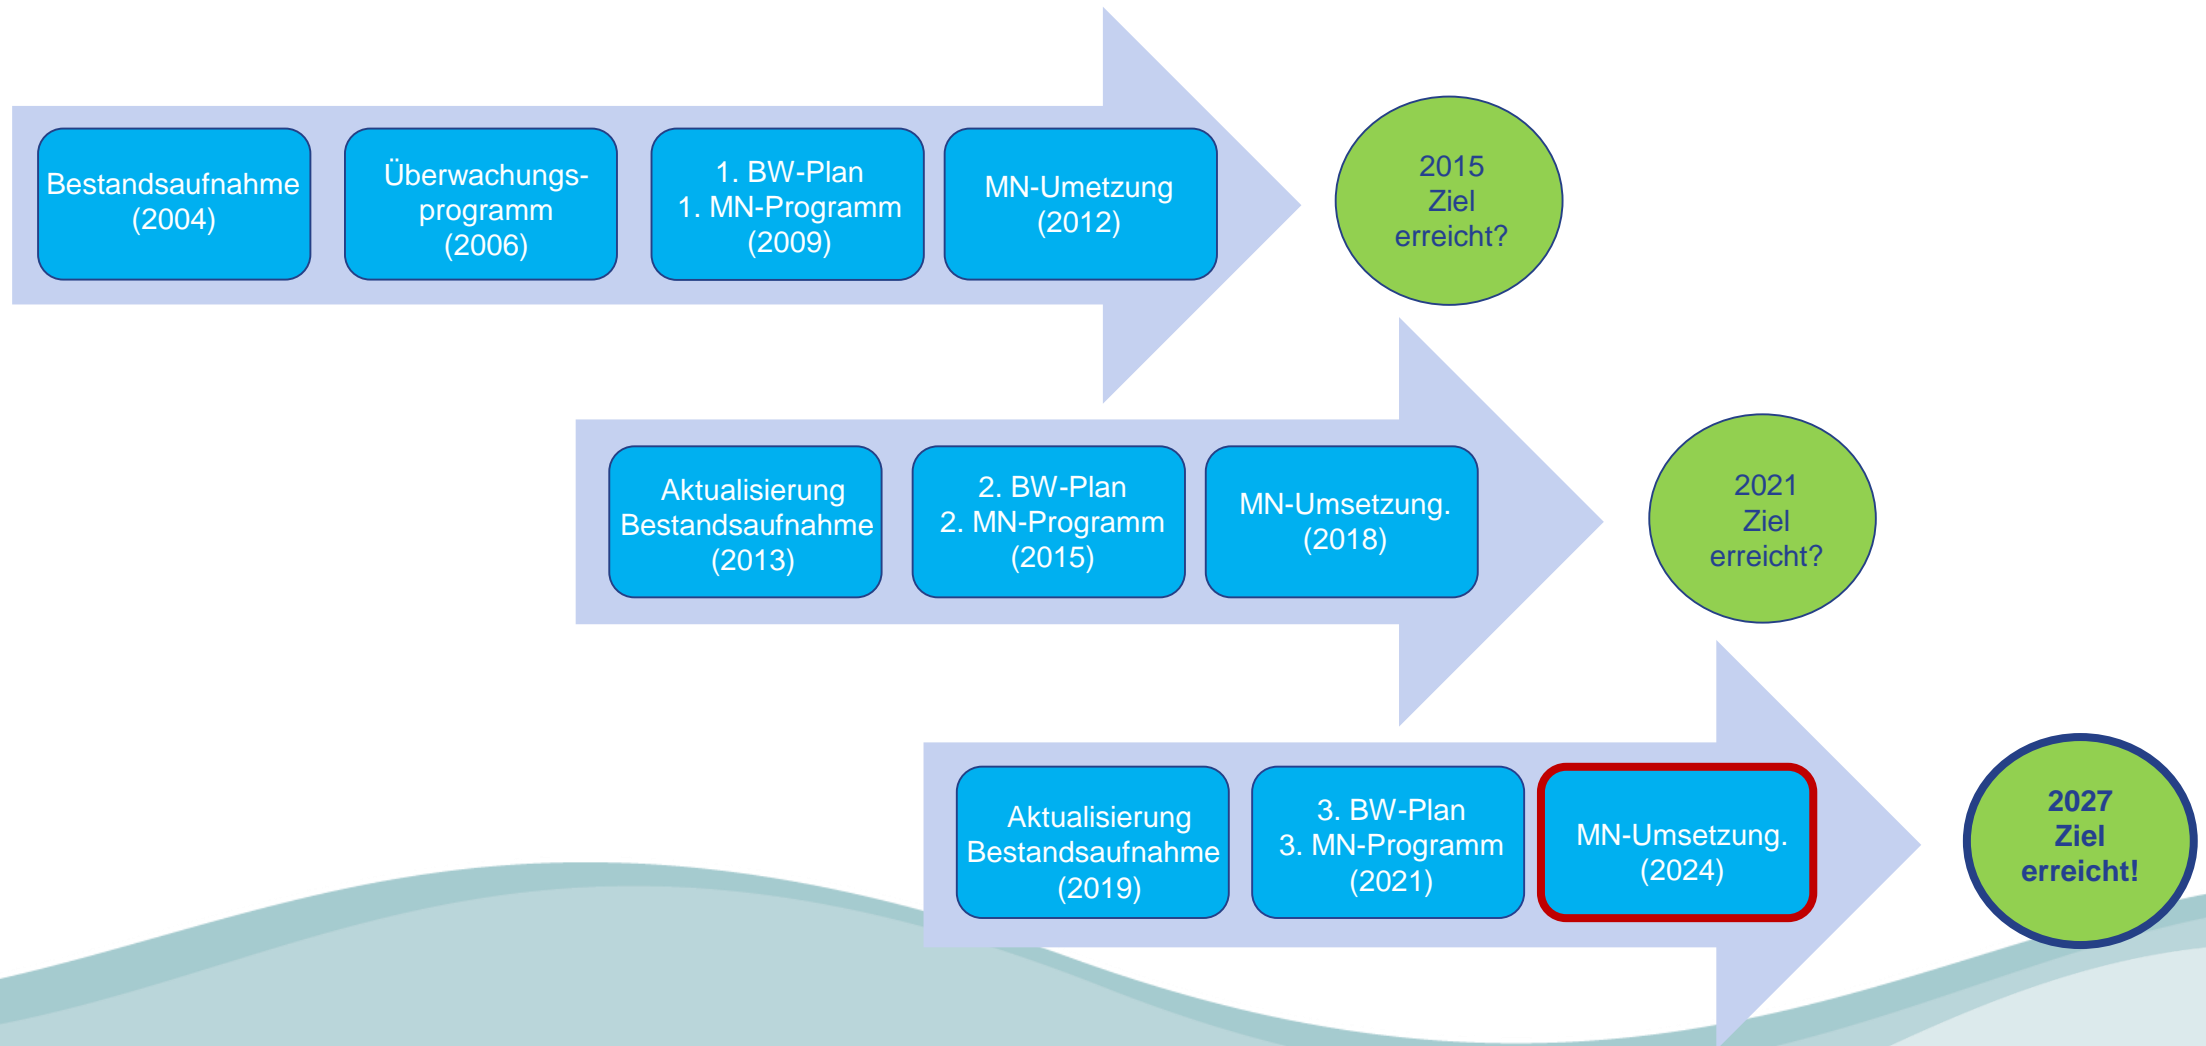 Bestandsaufnahme
(2004)
Überwachungs-
programm
(2006)
1. BW-Plan
1. MN-Programm
(2009)
MN-Umetzung
(2012)
2015
Ziel
erreicht?
Aktualisierung
Bestandsaufnahme
(2013)
2. BW-Plan
2. MN-Programm
(2015)
MN-Umsetzung.
(2018)
2021
Ziel
erreicht?
Aktualisierung
Bestandsaufnahme
(2019)
3. BW-Plan
3. MN-Programm
(2021)
MN-Umsetzung.
(2024)
2027
Ziel
erreicht!